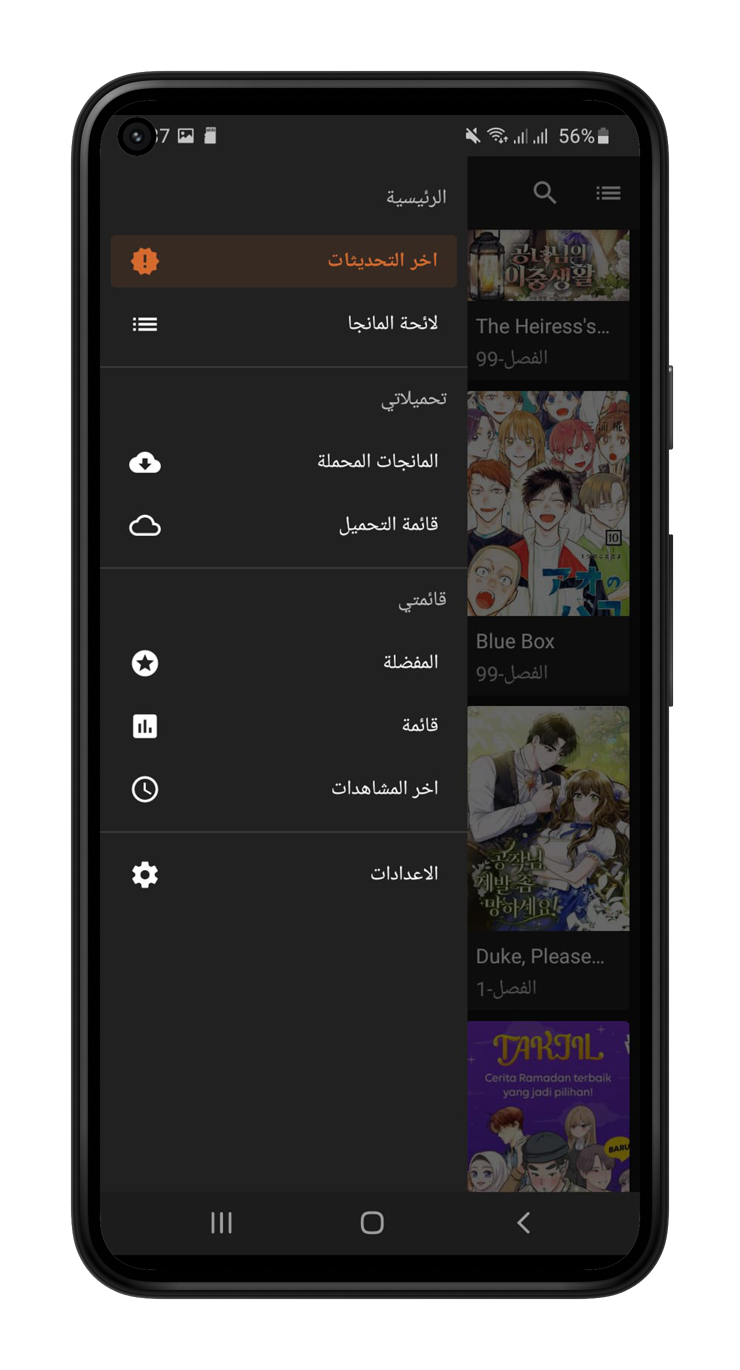 56%
الرئيسية
اخر التحديثات
لائحة المانجا
تحميلاتي
المانجات المحملة
قائمة التحميل
قائمتي
المفضلة
قائمة
اخر المشاهدات
الاعدادات
공녀님의
이중생활
The Heiress's...
الفصل-99
10
アオの
ハコ
Blue Box
الفصل-99
공작님,
제발 좀
망하세요!
Duke, Please...
الفصل-1
TAKJIL
Cerita Ramadan terbaik
yang jadi pilihan!
BARU